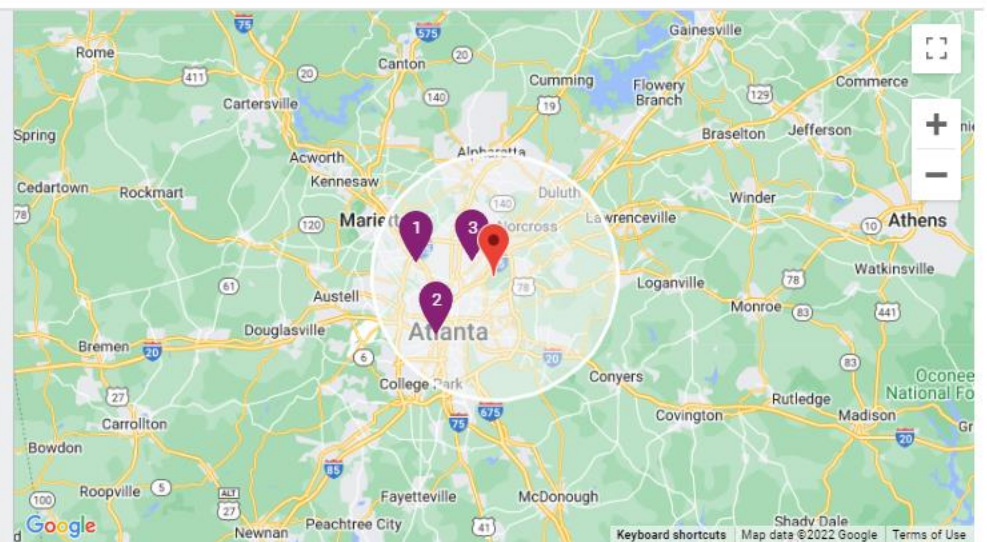 75
575
Gainesville
Rome
Canton
20
411
20
Cumming
Flowery
Branch
Commerce
140
19
129
Cartersville
Spring
Braselton
Jefferson
Acworth
Alpharetta
Kennesaw
Cedartown
Rockmart
Duluth
Winder
78
140
120
1
3
Norcross
Lawrenceville
10
Athens
Watkinsville
61
78
Loganville
78
2
Austell
Monroe
83
441
Atlanta
Douglasville
Bremen
20
6
20
83
College Park
Conyers
Oconee
National Fo
27
675
Rutledge
Carrollton
75
Covington
Madison
20
Gr
Bowdon
85
Roopville
5
100
ALT
27
Fayetteville
McDonough
Google
Newnan
Peachtree City
41
Shady Dale
Keyboard shortcuts
Map data ©2022 Google
Terms of Use